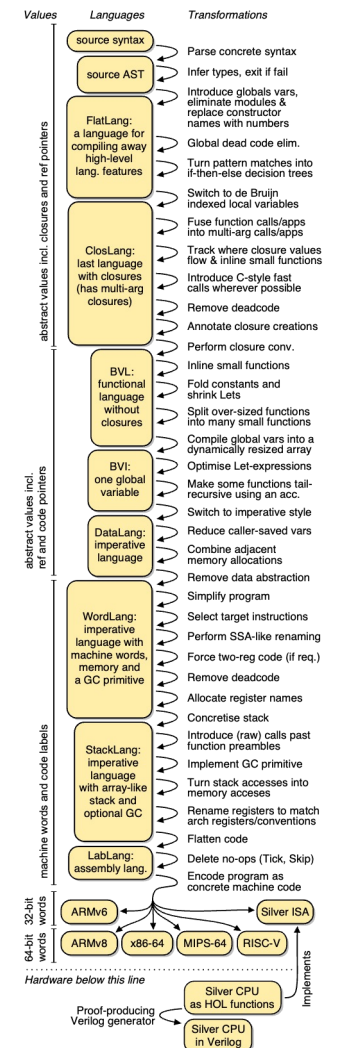 Values Languages Transformations
source syntax
Parse concrete syntax
source AST
Infer types, exit if fail
Introduce globals vars,
eliminate modules &
replace constructor
names with numbers
FlatLang:
a language for
compiling away
high-level
lang. features
Global dead code elim.
Turn pattern matches into
if-then-else decision trees
Switch to de Bruijn
indexed local variables
Fuse function calls/apps
into multi-arg calls/apps
ClosLang:
last language
with closures
(has multi-arg
closures)
Track where closure values
flow & inline small functions
Introduce C-style fast
calls wherever possible
Remove deadcode
Annotate closure creations
Perform closure conv.
abstract values incl. closures and ref pointers
BVL:
functional
language
without
closures
Inline small functions
Fold constants and
shrink Lets
Split over-sized functions
into many small functions
Compile global vars into a
dynamically resized array
BVI:
one global
variable
Optimise Let-expressions
Make some functions tail-
recursive using an acc.
Switch to imperative style
DataLang:
imperative
language
Reduce caller-saved vars
Combine adjacent
memory allocations
Remove data abstraction
abstract values incl.
ref and code pointers
WordLang:
imperative
language with
machine words,
memory and
a GC primitive
Simplify program
Select target instructions
Perform SSA-like renaming
Force two-reg code (if req.)
Remove deadcode
Allocate register names
Concretise stack
StackLang:
imperative
language
with array-like
stack and
optional GC
Introduce (raw) calls past
function preambles
Implement GC primitive
Turn stack accesses into
memory acceses
Rename registers to match
arch registers/conventions
Flatten code
LabLang:
assembly lang.
Delete no-ops (Tick, Skip)
Encode program as
concrete machine code
machine words and code labels
32-bit
words
ARMv6
Silver ISA
64-bit
words
ARMv8 x86-64 MIPS-64 RISC-V
Hardware below this line
Implements
Silver CPU
as HOL functions
Proof-producing
Verilog generator
Silver CPU
in Verilog